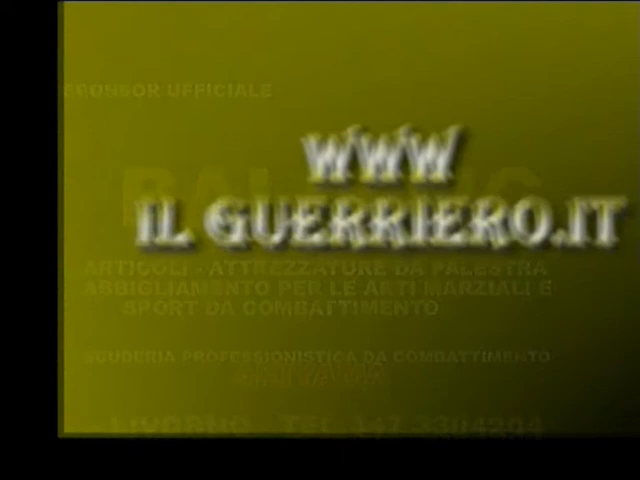 SPONSOR UFFICIALE
WWW
IL GUERRIERO.IT
ARTICOLI - ATTREZZATURE DA PALESTRA
ABBIGLIAMENTO PER LE ARTI MARZIALI E
SPORT DA COMBATTIMENTO
SCUDERIA PROFESSIONISTICA DA COMBATTIMENTO
LIVORNO TEL